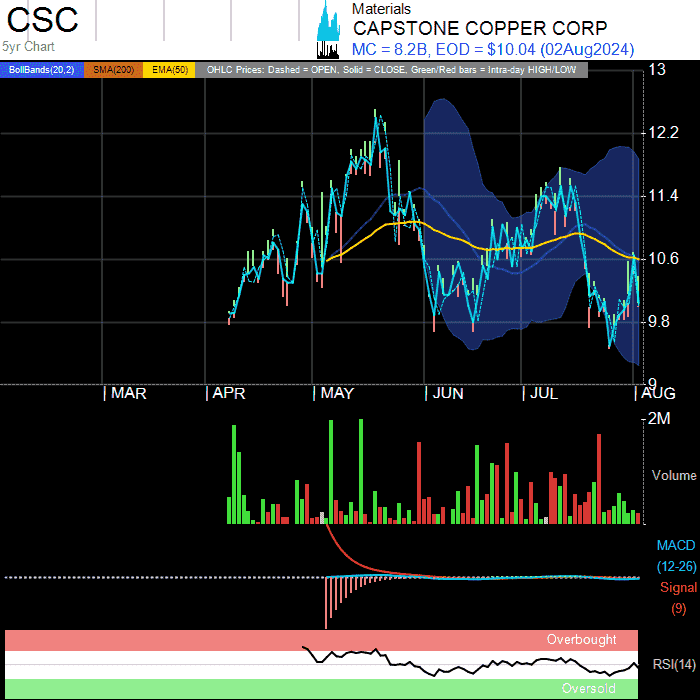 CSC
5yr Chart
Materials
CAPSTONE COPPER CORP
MC = 8.2B, EOD = $10.04 (02Aug2024)
BollBands(20,2) SMA(200) EMA(50) OHLC Prices: Dashed = OPEN, Solid = CLOSE, Green/Red bars = Intra-day HIGH/LOW
13
12.2
11.4
10.6
9.8
9
MAR APR MAY JUN JUL AUG
2M
Volume
MACD
(12-26)
Signal
(9)
Overbought
RSI(14)
Oversold